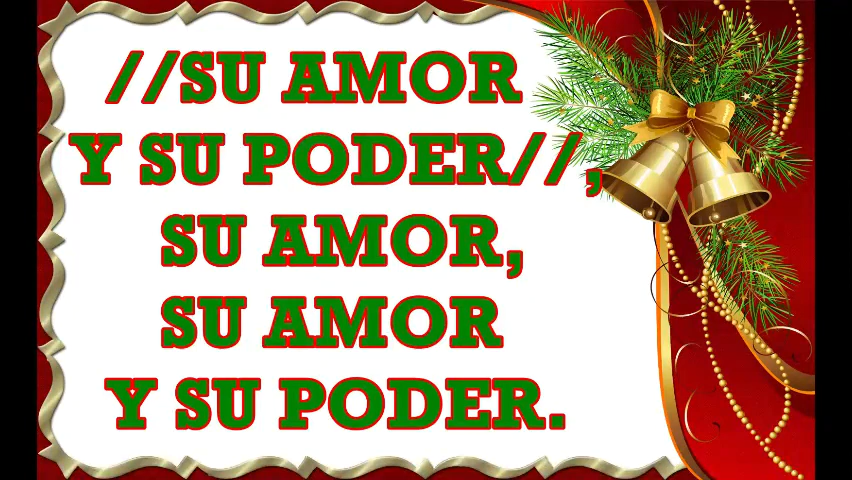 //SU AMOR
Y SU PODER//,
SU AMOR,
SU AMOR
Y SU PODER.